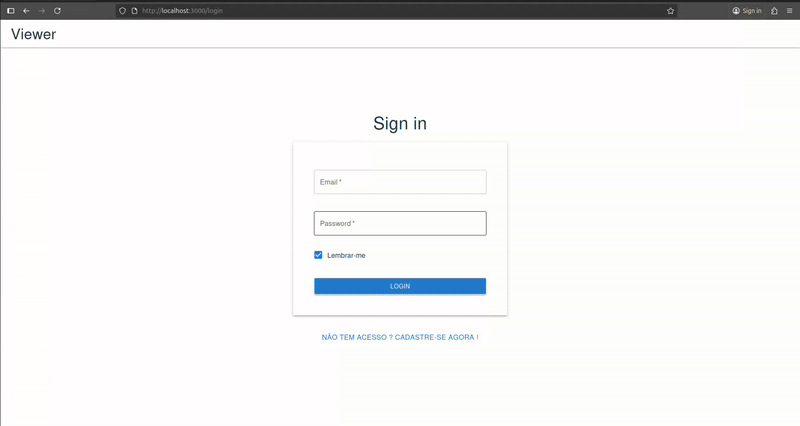 http://localhost:3000/login
Sign in
Viewer
Sign in
Email *
Password *
Lembrar-me
LOGIN
NÃO TEM ACESSO ? CADASTRE-SE AGORA !